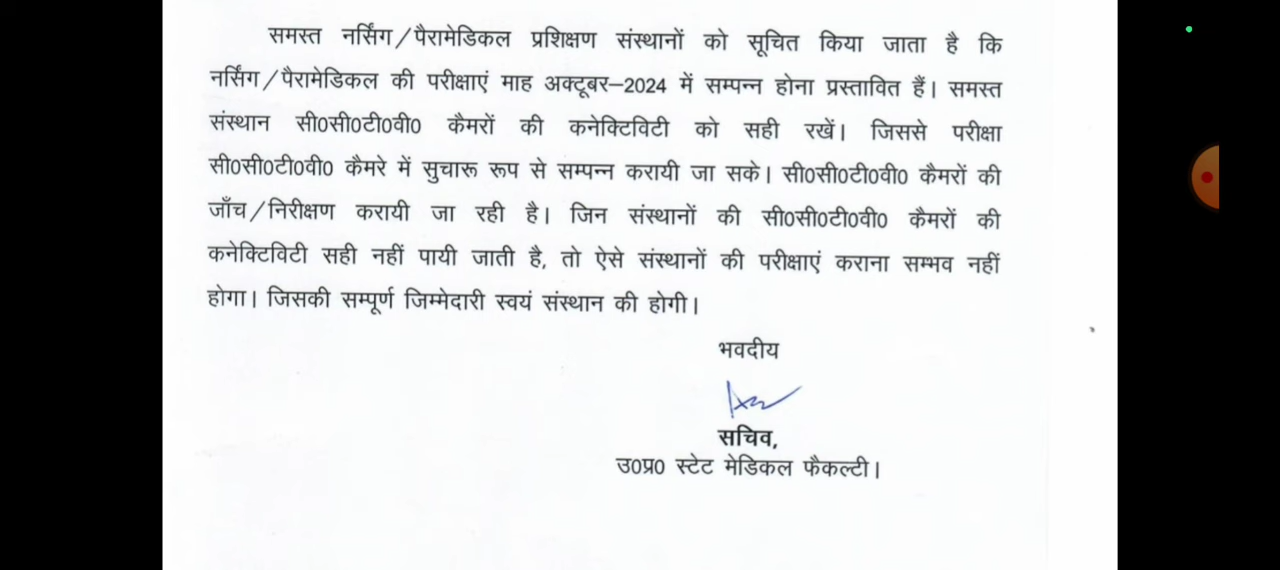 समस्त नर्सिंग/पैरामेडिकल प्रशिक्षण संस्थानों को सूचित किया जाता है कि
नर्सिंग/पैरामेडिकल की परीक्षाएं माह अक्टूबर–2024 में सम्पन्न होना प्रस्तावित हैं। समस्त
संस्थान सी0सी0टी0वी0 कैमरों की कनेक्टिविटी को सही रखें। जिससे परीक्षा
सी0सी0टी0वी0 कैमरे में सुचारू रूप से सम्पन्न करायी जा सके। सी0सी0टी0वी0 कैमरों की
जाँच/निरीक्षण करायी जा रही है। जिन संस्थानों की सी0सी0टी0वी0 कैमरों की
कनेक्टिविटी सही नहीं पायी जाती है, तो ऐसे संस्थानों की परीक्षाएं कराना सम्भव नहीं
होगा। जिसकी सम्पूर्ण जिम्मेदारी स्वयं संस्थान की होगी।
भवदीय
सचिव,
उ0प्र0 स्टेट मेडिकल फैकल्टी।